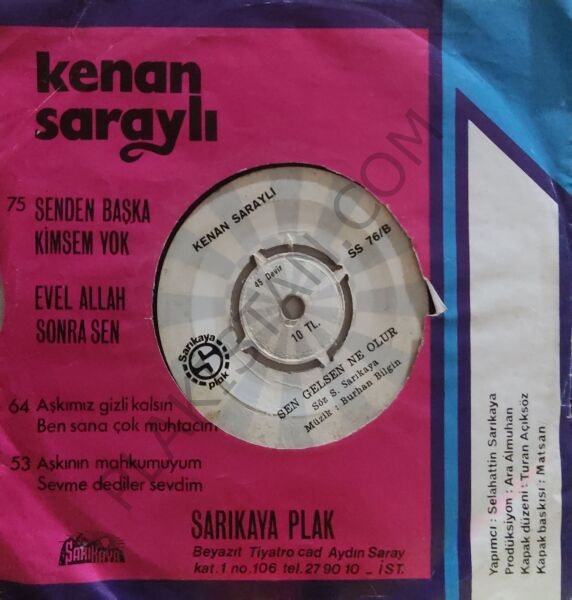 kenan
saraylı
75 SENDEN BAŞKA
KİMSEM YOK
EVEL ALLAH
SONRA SEN
64 Aşkımız gizli kalsın
Ben sana çok muhtacım
53 Aşkının mahkumuyum
Sevme dediler sevdim
SARIKAYA PLAK
Beyazıt Tiyatro cad Aydın Saray
kat.1 no.106 tel. 27 90 10 _ İST.
SARIKAYA
KENAN SARAYLI
SS 76/B
45 Devir
10 TL.
Sarıkaya
plak
SEN GELSEN NE OLUR
Söz S. Sarıkaya
Müzik : Burhan Bilgin
Yapımcı : Selahattin Sarıkaya
Prodüksiyon : Ara Almuhan
Kapak düzeni : Turan Açıksöz
Kapak baskısı : Matsan